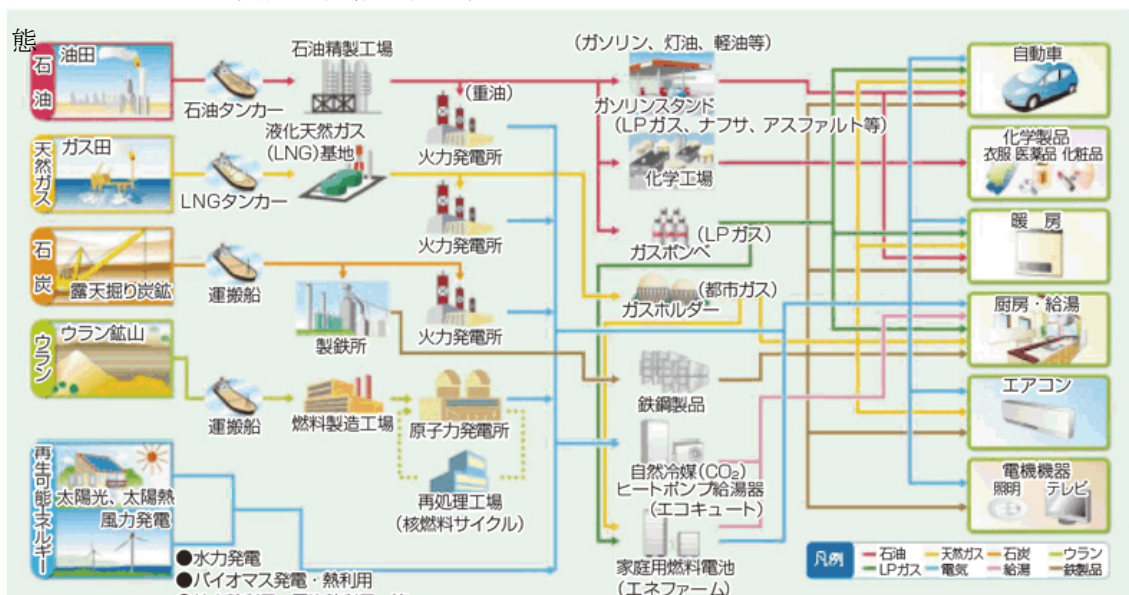 態
石油
油田
石油タンカー
石油精製工場
(重油)
火力発電所
(ガソリン、灯油、軽油等)
ガソリンスタンド
(LPガス、ナフサ、アスファルト等)
化学工場
自動車
化学製品
衣服 医薬品 化粧品
天然ガス
ガス田
LNGタンカー
液化天然ガス
(LNG)基地
火力発電所
ガスボンベ
(LPガス)
暖 房
石炭
露天掘り炭鉱
運搬船
製鉄所
火力発電所
ガスホルダー
(都市ガス)
厨房・給湯
ウラン
ウラン鉱山
運搬船
燃料製造工場
原子力発電所
再処理工場
(核燃料サイクル)
鉄鋼製品
エアコン
再生可能エネルギー
太陽光、太陽熱
風力発電
●水力発電
●バイオマス発電・熱利用
自然冷媒(CO₂)
ヒートポンプ給湯器
(エコキュート)
家庭用燃料電池
(エネファーム)
電機機器
照明 テレビ
凡例
石油 天然ガス 石炭 ウラン
LPガス 電気 給湯 鉄製品